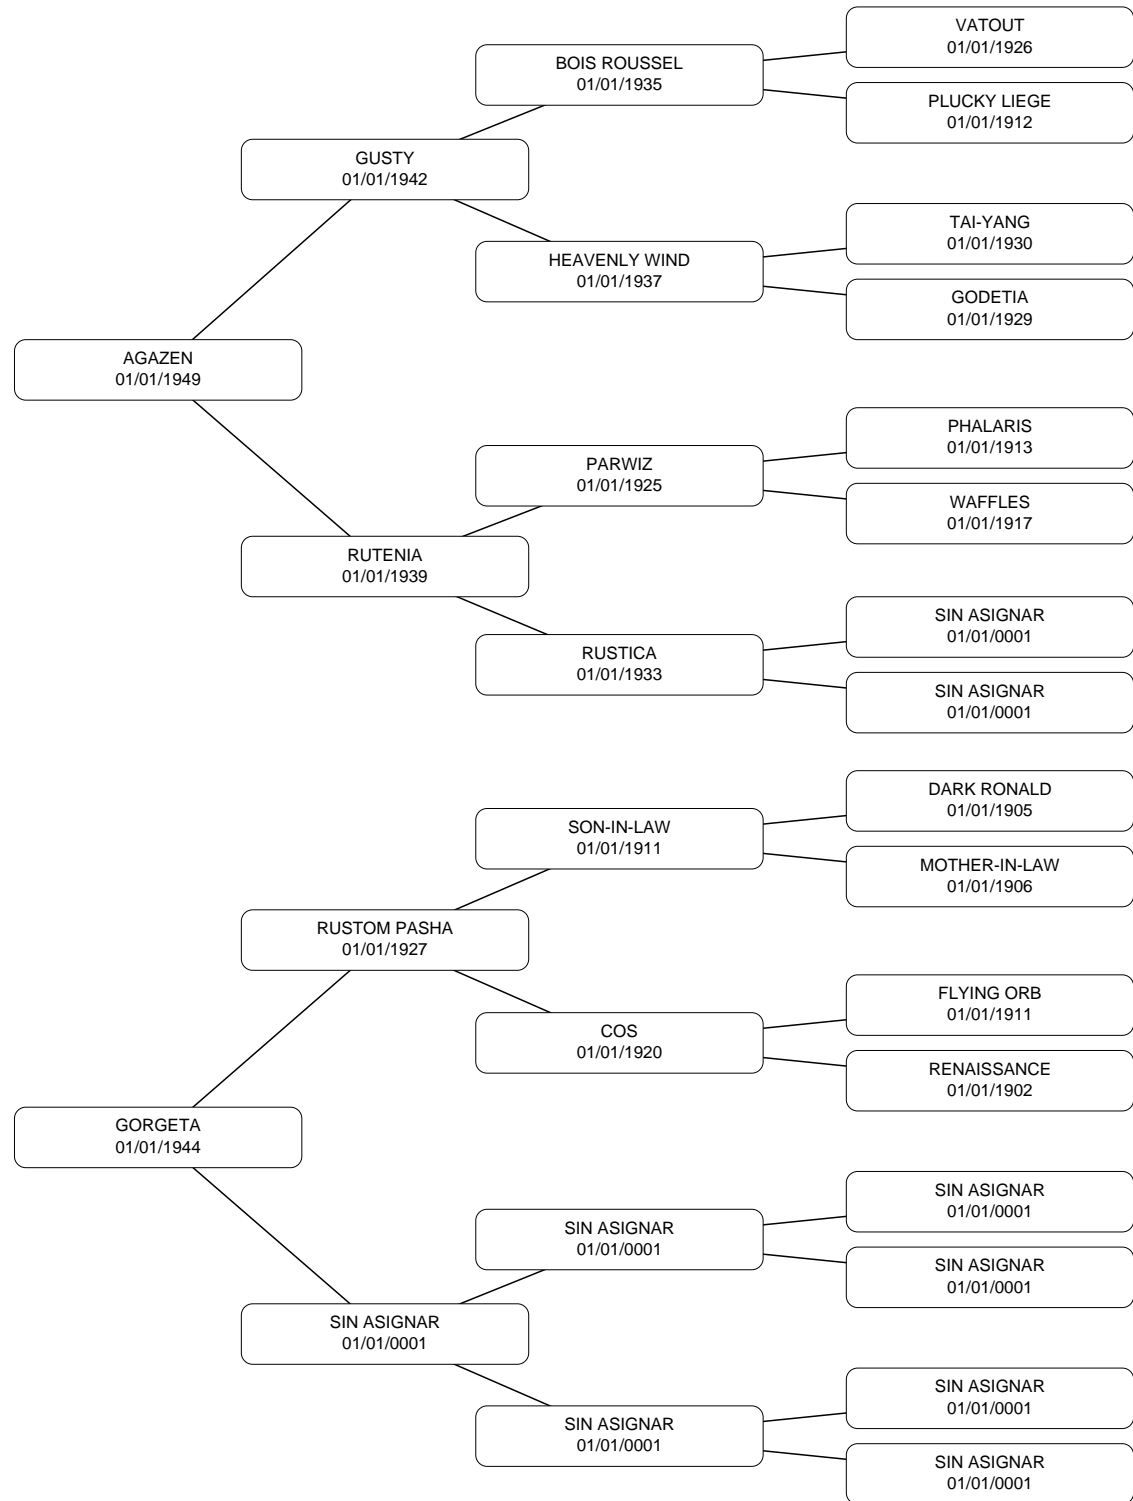 VATOUT
01/01/1926
BOIS ROUSSEL
01/01/1935
PLUCKY LIEGE
01/01/1912
GUSTY
01/01/1942
TAI-YANG
01/01/1930
HEAVENLY WIND
01/01/1937
GODETIA
01/01/1929
AGAZEN
01/01/1949
PHALARIS
01/01/1913
PARWIZ
01/01/1925
WAFFLES
01/01/1917
RUTENIA
01/01/1939
SIN ASIGNAR
01/01/0001
RUSTICA
01/01/1933
SIN ASIGNAR
01/01/0001
DARK RONALD
01/01/1905
SON-IN-LAW
01/01/1911
MOTHER-IN-LAW
01/01/1906
RUSTOM PASHA
01/01/1927
FLYING ORB
01/01/1911
COS
01/01/1920
RENAISSANCE
01/01/1902
GORGETA
01/01/1944
SIN ASIGNAR
01/01/0001
SIN ASIGNAR
01/01/0001
SIN ASIGNAR
01/01/0001
SIN ASIGNAR
01/01/0001
SIN ASIGNAR
01/01/0001
SIN ASIGNAR
01/01/0001
SIN ASIGNAR
01/01/0001